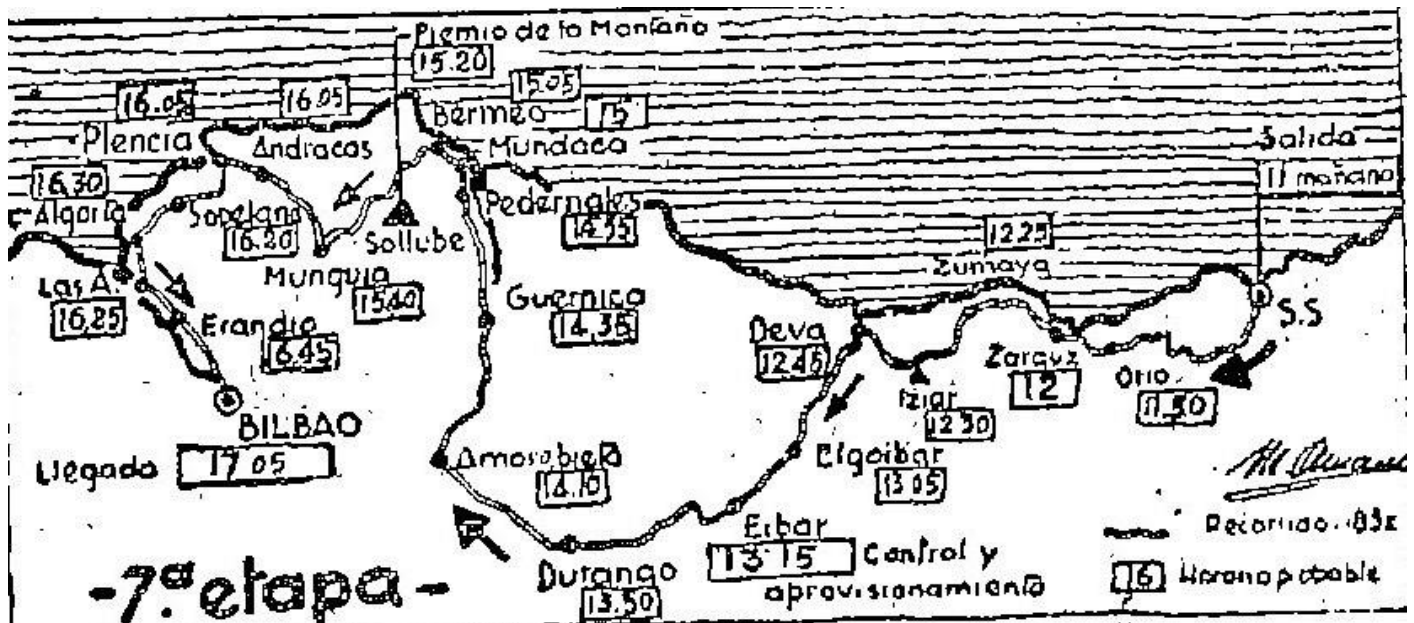 Premio de la Montaña
15.20
16.05
16.05
15.05
Bermeo
15
Plencia
Andracas
Mundaca
Salida
11 mañana
16.30
Algorta
Sopelana
16.20
Sollube
Pedernales
14.55
12.25
Zumaya
Munguia
15.40
Las A.
16.25
Guernica
14.35
Deva
12.45
S.S
Erandio
16.45
Zarauz
12
Orio
11.50
Iziar
12.30
BILBAO
Llegada
17 05
Amorebieta
14.10
Elgoibar
13.05
Recorrido
Eibar
13 15
Control y
aprovisionamiento
Durango
13.50
16
Horario probable
-7.ª etapa-